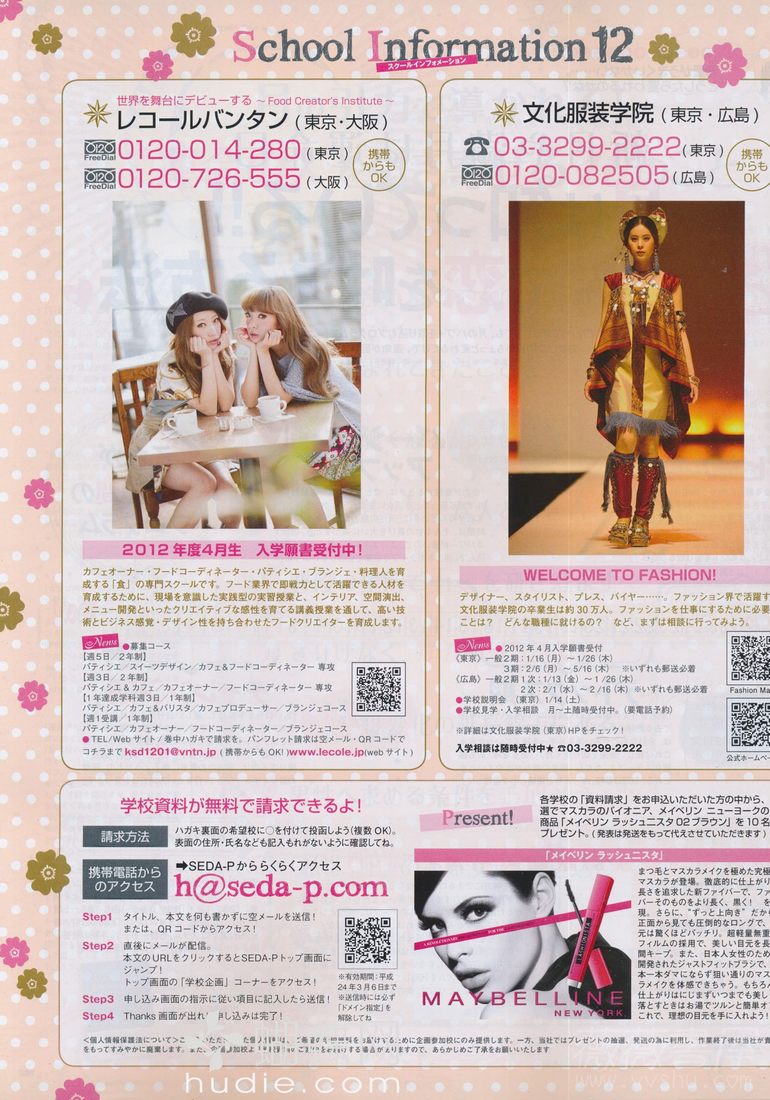 School Information 12
スクールインフォメーション
世界を舞台にデビューする ～Food Creator's Institute～
レコールバンタン(東京・大阪)
0120 FreeDial 0120-014-280(東京)
0120 FreeDial 0120-726-555(大阪)
携帯
からも
OK
2012年度4月生 入学願書受付中!
カフェオーナー・フードコーディネーター・パティシエ・ブランジェ・料理人を育
成する「食」の専門スクールです。フード業界で即戦力として活躍できる人材を
育成するために、現場を意識した実践型の実習授業と、インテリア、空間演出、
メニュー開発といったクリエイティブな感性を育てる講義授業を通して、高い技
術とビジネス感覚・デザイン性を持ち合わせたフードクリエイターを育成します。
News ●募集コース
【週5日/2年制】
パティシエ/スイーツデザイン/カフェ&フードコーディネーター 専攻
【週3日/2年制】
パティシエ&カフェ/カフェオーナー/フードコーディネーター 専攻
【1年達成学科週3日/1年制】
パティシエ/カフェ&バリスタ/カフェプロデューサー/ブランジェコース
【週1受講/1年制】
パティシエ/カフェオーナー/フードコーディネーター/ブランジェコース
●TEL/Webサイト/巻中ハガキで請求を。パンフレット請求は空メール・QRコードで
コチラまで ksd1201@vntn.jp (携帯からもOK!)www.lecole.jp(webサイト)
文化服装学院(東京・広島)
03-3299-2222(東京)
0120 FreeDial 0120-082505(広島)
携帯
からも
OK
WELCOME TO FASHION!
デザイナー、スタイリスト、プレス、バイヤー……。ファッション界で活躍す
文化服装学院の卒業生は約30万人。ファッションを仕事にするために必要
ことは? どんな職種に就けるの? など、まずは相談に行ってみよう。
News ●2012年4月入学願書受付
(東京)一般2期:1/16(月)～1/26(木)
3期:2/6(月)～5/16(木) ※いずれも郵送必着
(広島)一般2期1次:1/13(金)～1/26(木)
2次:2/1(水)～2/16(木)※いずれも郵送必着
●学校説明会 (東京)1/14(土)
●学校見学・入学相談 月～土随時受付中。(要電話予約)
※詳細は文化服装学院(東京)HPをチェック!
入学相談は随時受付中★ ☎03-3299-2222
Fashion Ma
公式ホームペー
学校資料が無料で請求できるよ!
請求方法
ハガキ裏面の希望校に○を付けて投函しよう(複数OK)。
表面の住所・氏名なども記入もれがないように確認してね。
携帯電話から
のアクセス
➡SEDA-Pかららくらくアクセス
h@seda-p.com
Step1 タイトル、本文を何も書かずに空メールを送信!
または、QRコードからアクセス!
Step2 直後にメールが配信。
本文のURLをクリックするとSEDA-Pトップ画面に
ジャンプ!
トップ画面の「学校企画」コーナーをアクセス!
Step3 申し込み画面の指示に従い項目に記入したら送信!
Step4 Thanks画面が出れば申し込みは完了!
※有効期間:平成
24年3月6日まで
※送信時には必ず
「ドメイン指定」を
解除してね
Present!
各学校の「資料請求」をお申込いただいた方の中から、
選でマスカラのパイオニア、メイベリン ニューヨークの
商品「メイベリン ラッシュニスタ02ブラウン」を10名
プレゼント。(発表は発送をもって代えさせていただきます)
「メイベリン ラッシュニスタ」
まつ毛とマスカラメイクを極めた究極
マスカラが登場。徹底的に仕上がり
長さを追求した新ファイバーで、ファ
バーそのものをより長く、黒く! を
現。さらに、“ずっと上向き”だから
正面から見ても圧倒的なロングで、
元は驚くほどパッチリ。超軽量無重
フィルムの採用で、美しい目元を長
間キープ。また、日本人女性のため
開発されたジャストフィットブラシで、
本一本ダマにならず狙い通りのマス
ラメイクを体感できちゃう。もちろん
仕上がりはにじまずいつまでも美し
落とすときはお湯でツルンと簡単オ
これで、理想の目元を手に入れよう!
A REVOLUTIONARY
FOR THE
MAYBELLINE
NEW YORK
<個人情報保護法について>
hudie.com